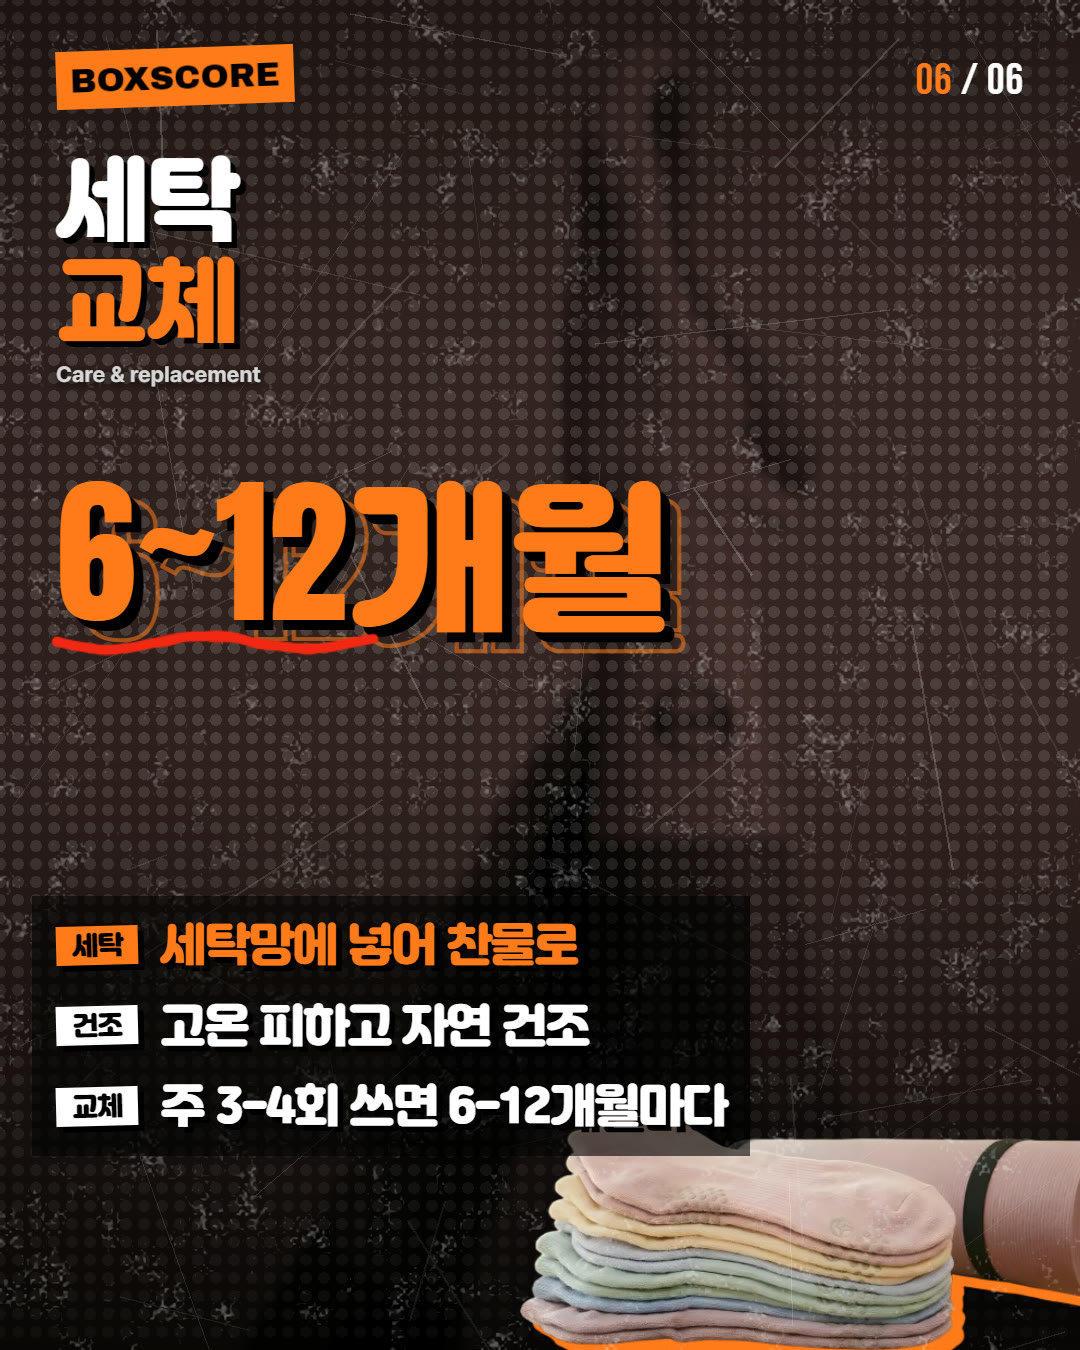 BOXSCORE
06 / 06
세탁
교체
Care & replacement
6~12개월
세탁 세탁망에 넣어 찬물로
건조 고온 피하고 자연 건조
교체 주 3-4회 쓰면 6-12개월마다